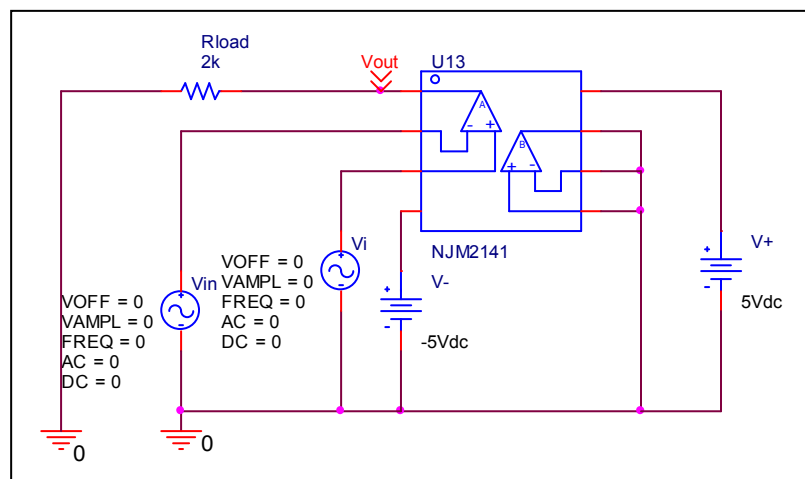 Rload
2k
Vout
U13
A
- +
B
+ -
NJM2141
V+
+
-
5Vdc
V-
+
-
-5Vdc
Vi
+
-
VOFF = 0
VAMPL = 0
FREQ = 0
AC = 0
DC = 0
Vin
+
-
VOFF = 0
VAMPL = 0
FREQ = 0
AC = 0
DC = 0
0
0